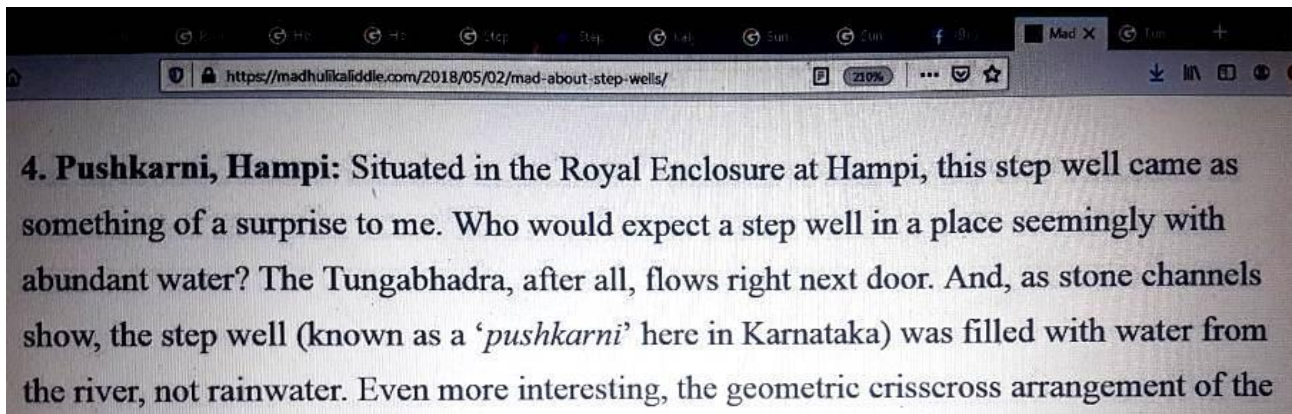 Mad X
https://madhulikaliddle.com/2018/05/02/mad-about-step-wells/ 210%
4. Pushkarni, Hampi: Situated in the Royal Enclosure at Hampi, this step well came as
something of a surprise to me. Who would expect a step well in a place seemingly with
abundant water? The Tungabhadra, after all, flows right next door. And, as stone channels
show, the step well (known as a ‘pushkarni’ here in Karnataka) was filled with water from
the river, not rainwater. Even more interesting, the geometric crisscross arrangement of the